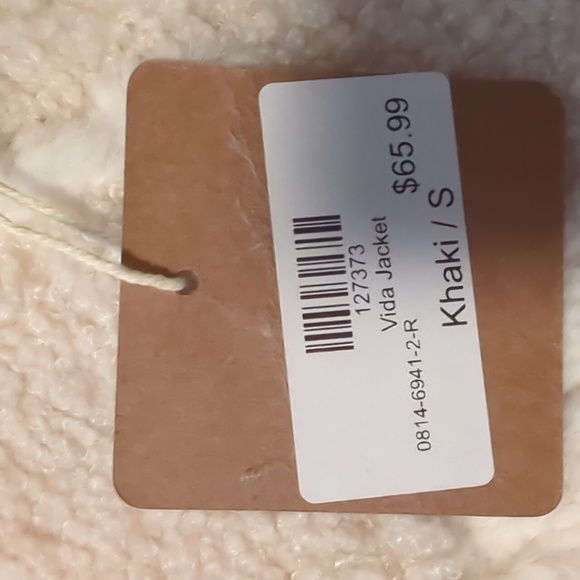 127373
Vida Jacket
$65.99
0814-6941-2-R
Khaki / S